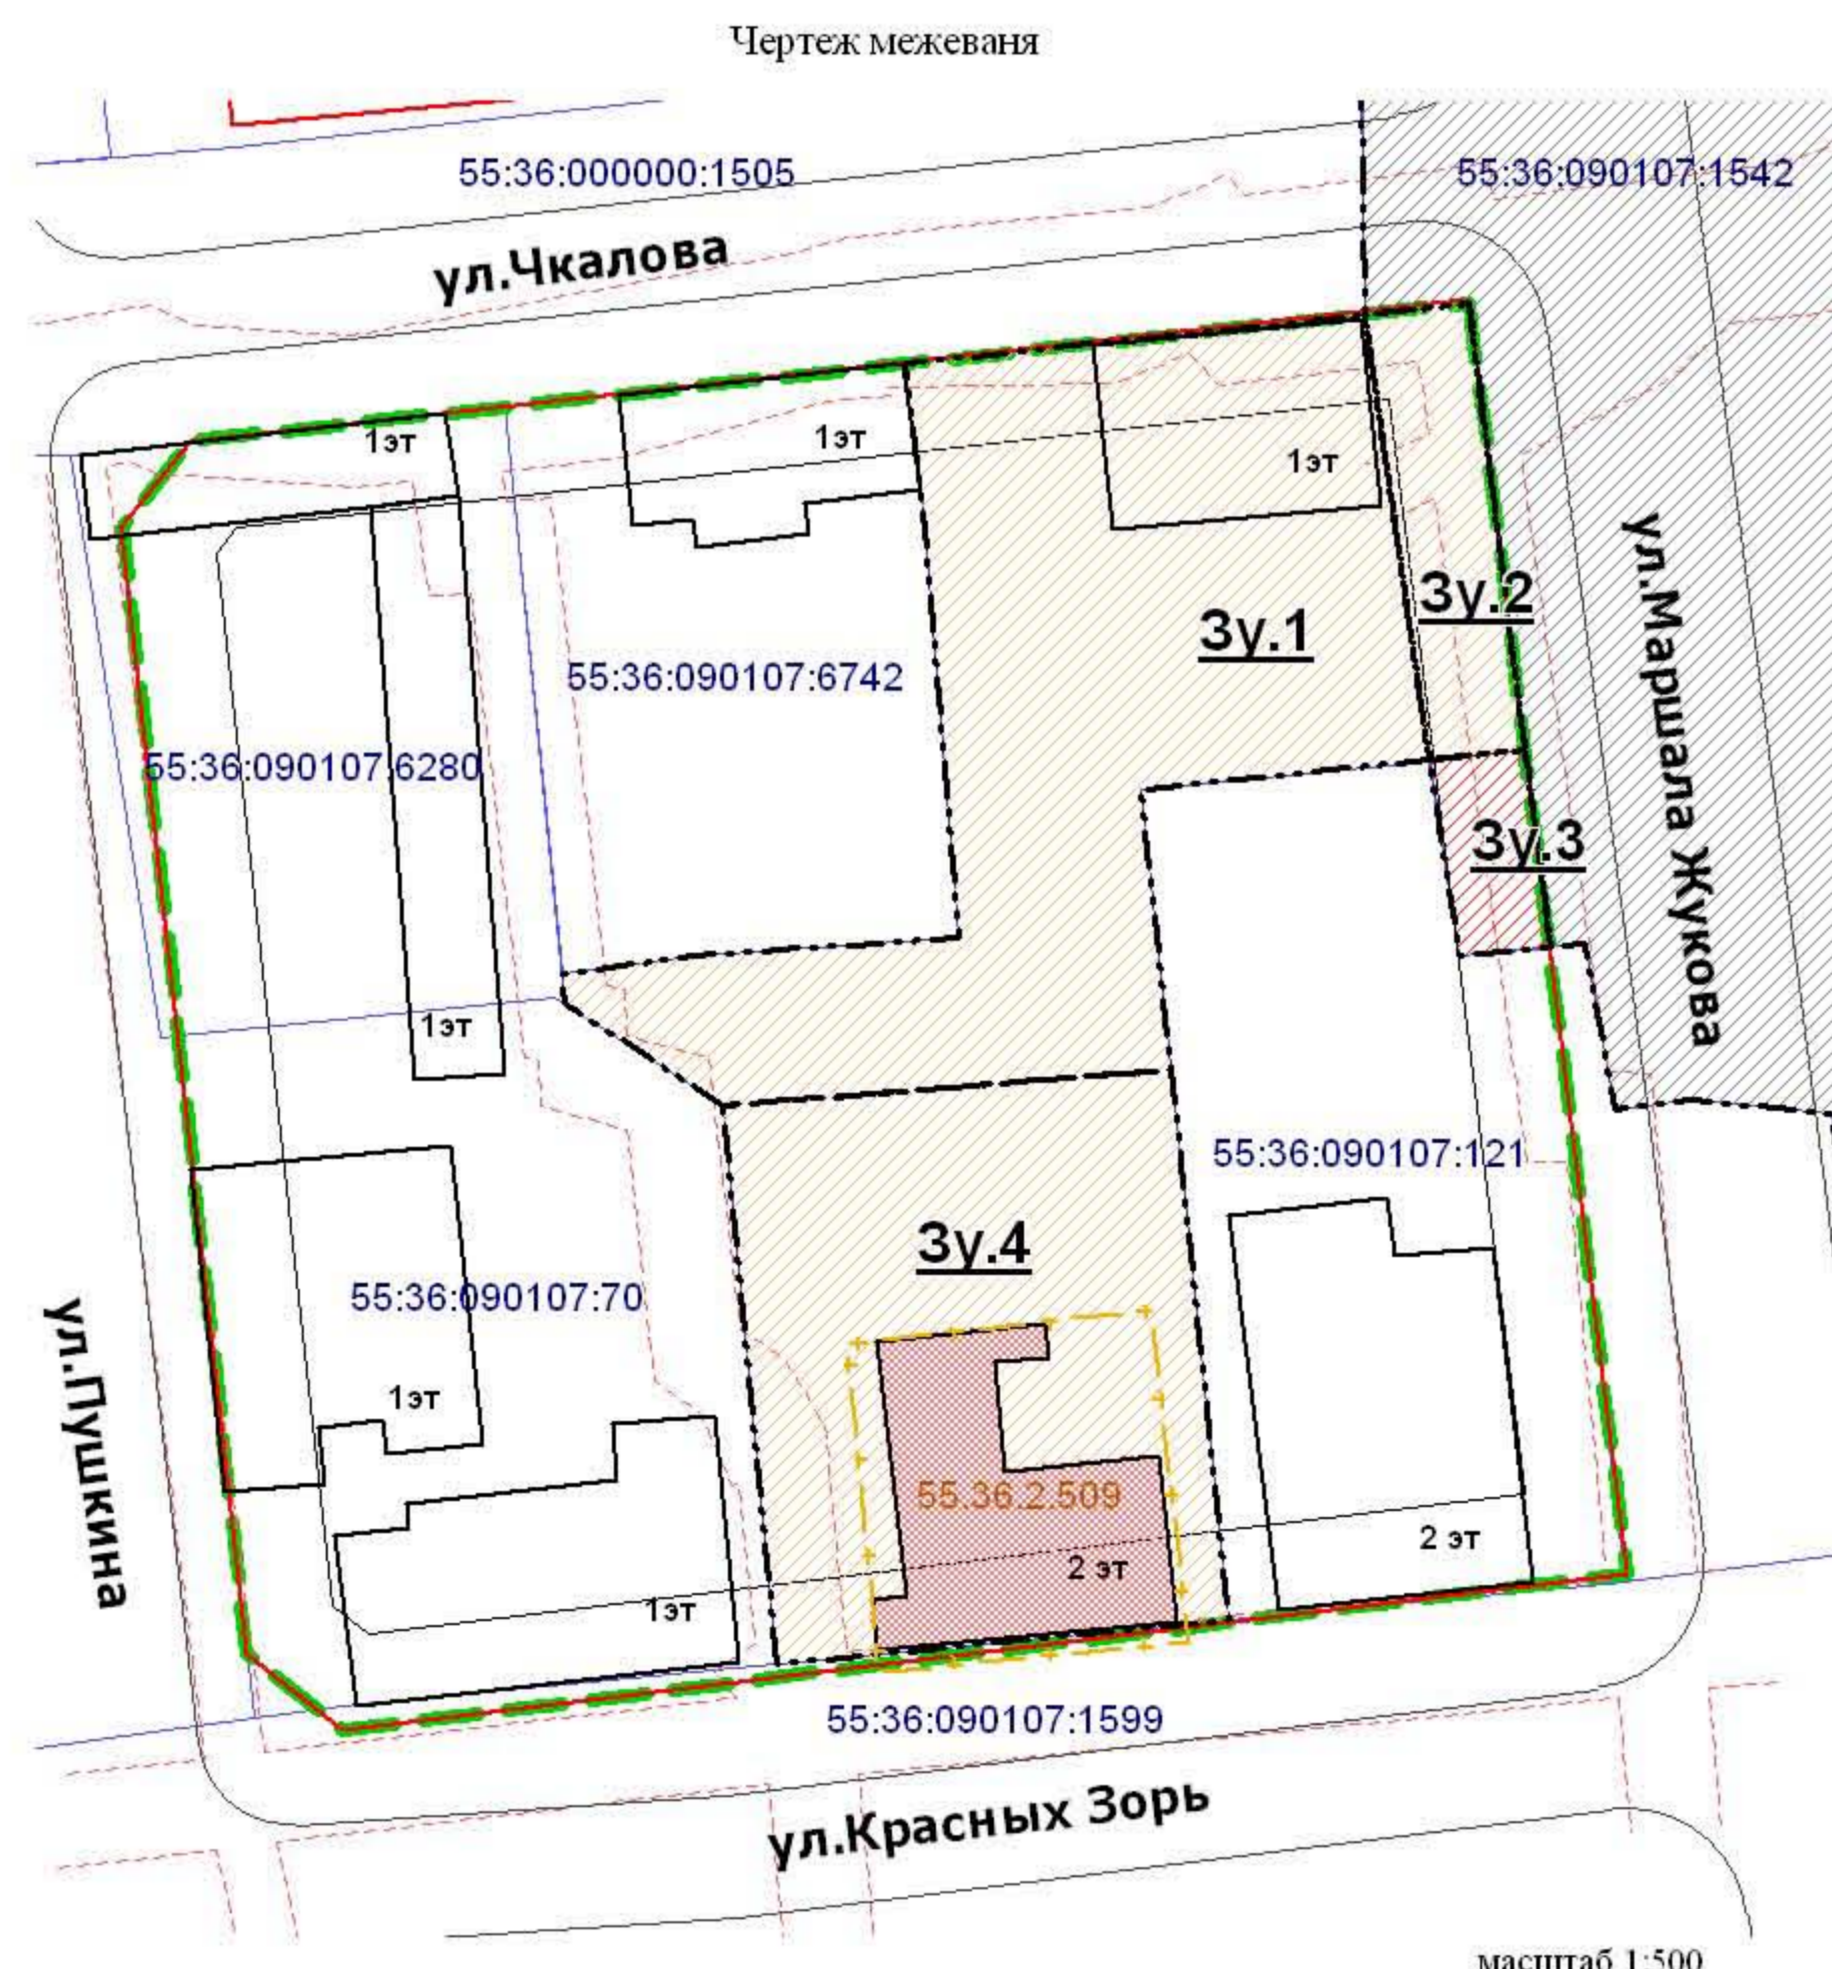 Чертеж межеваня
55:36:000000:1505
55:36:090107:1542
ул.Чкалова
1эт
1эт
1эт
Зу.2
Зу.1
ул.Маршала Жукова
55:36:090107:6742
55:36:090107:6280
Зу.3
1эт
55:36:090107:121
Зу.4
55:36:090107:70
ул.Пушкина
1эт
55.36.2.509
2 эт
2 эт
1эт
55:36:090107:1599
ул.Красных Зорь
масштаб 1:500